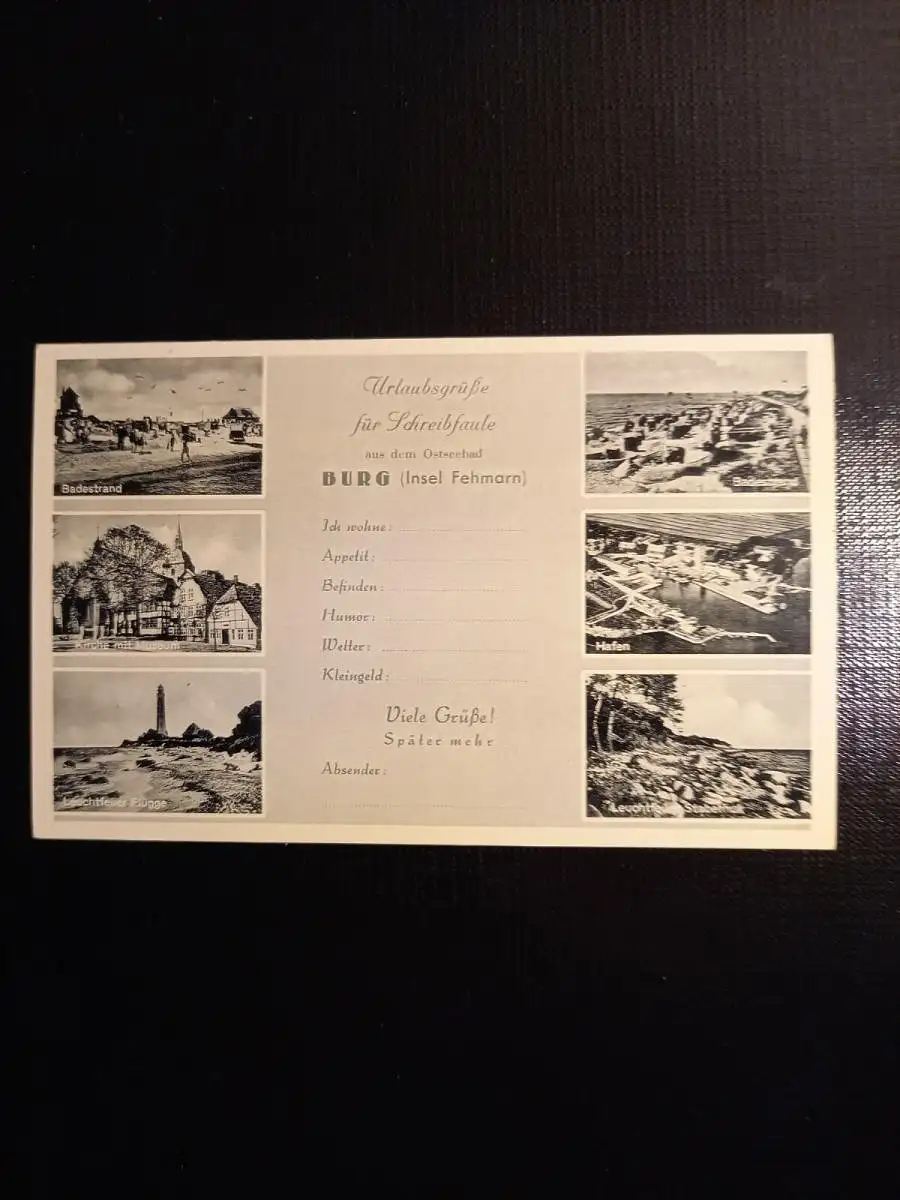 Badestrand
Kirche mit Museum
Leuchtfeuer Flügge
Urlaubsgrüße
für Schreibfaule
aus dem Ostseebad
BURG (Insel Fehmarn)
Ich wohne:
Appetit:
Befinden:
Humor:
Wetter:
Kleingeld:
Viele Grüße!
Später mehr
Absender:
Badestrand
Hafen